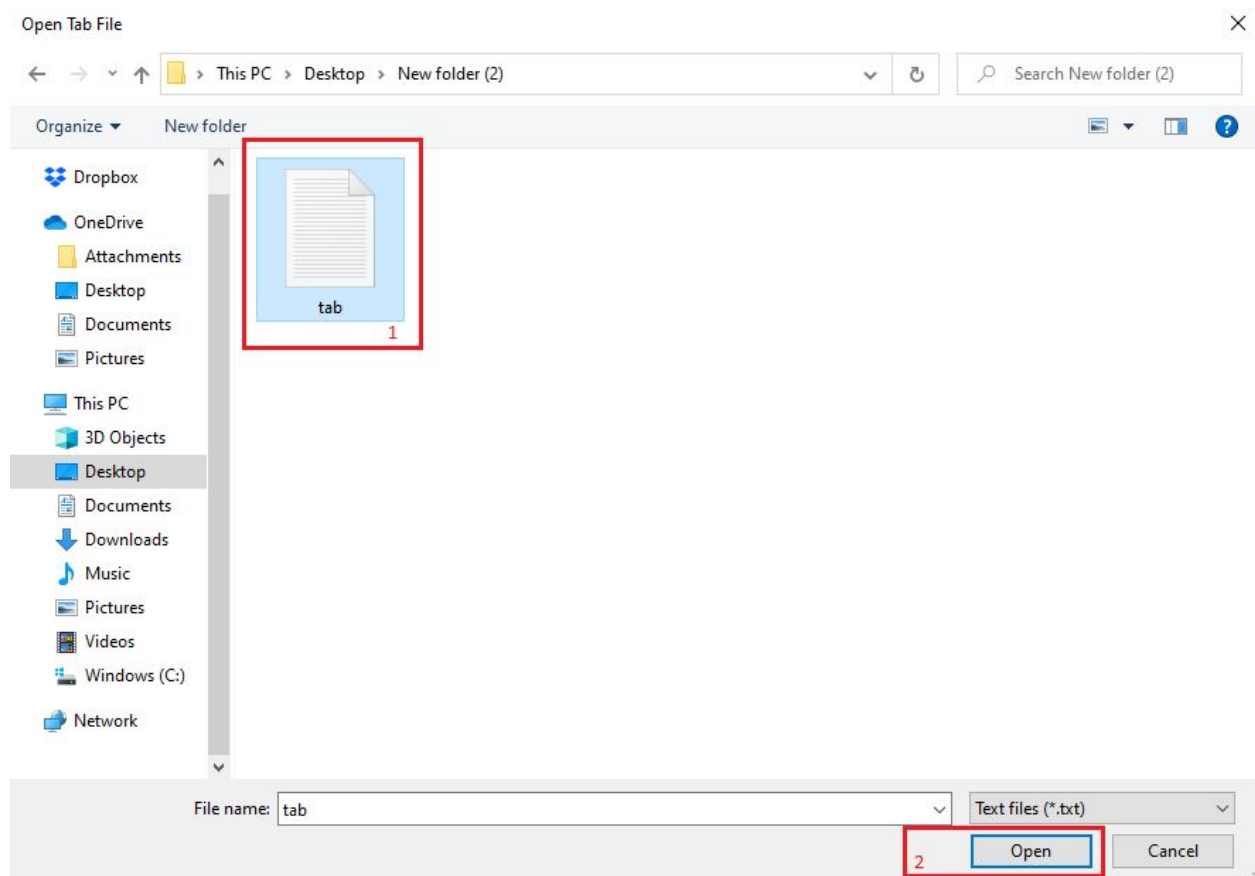 Open Tab File
This PC > Desktop > New folder (2)
Search New folder (2)
Organize
New folder
Dropbox
OneDrive
Attachments
Desktop
Documents
Pictures
This PC
3D Objects
Desktop
Documents
Downloads
Music
Pictures
Videos
Windows (C:)
Network
tab
1
File name: tab
Text files (*.txt)
2
Open
Cancel